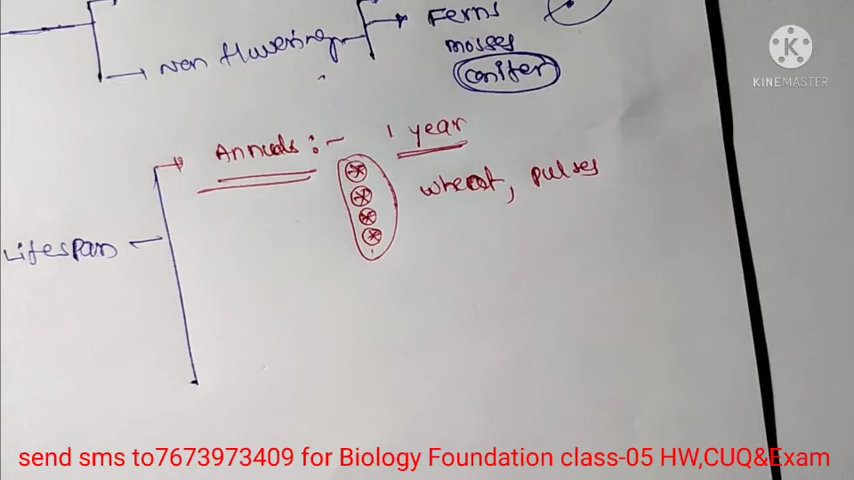 Ferns
Non flowering
mosses
conifer
KINEMASTER
Annuals :- 1 year
wheat, pulses
Lifespan
send sms to7673973409 for Biology Foundation class-05 HW,CUQ&Exam